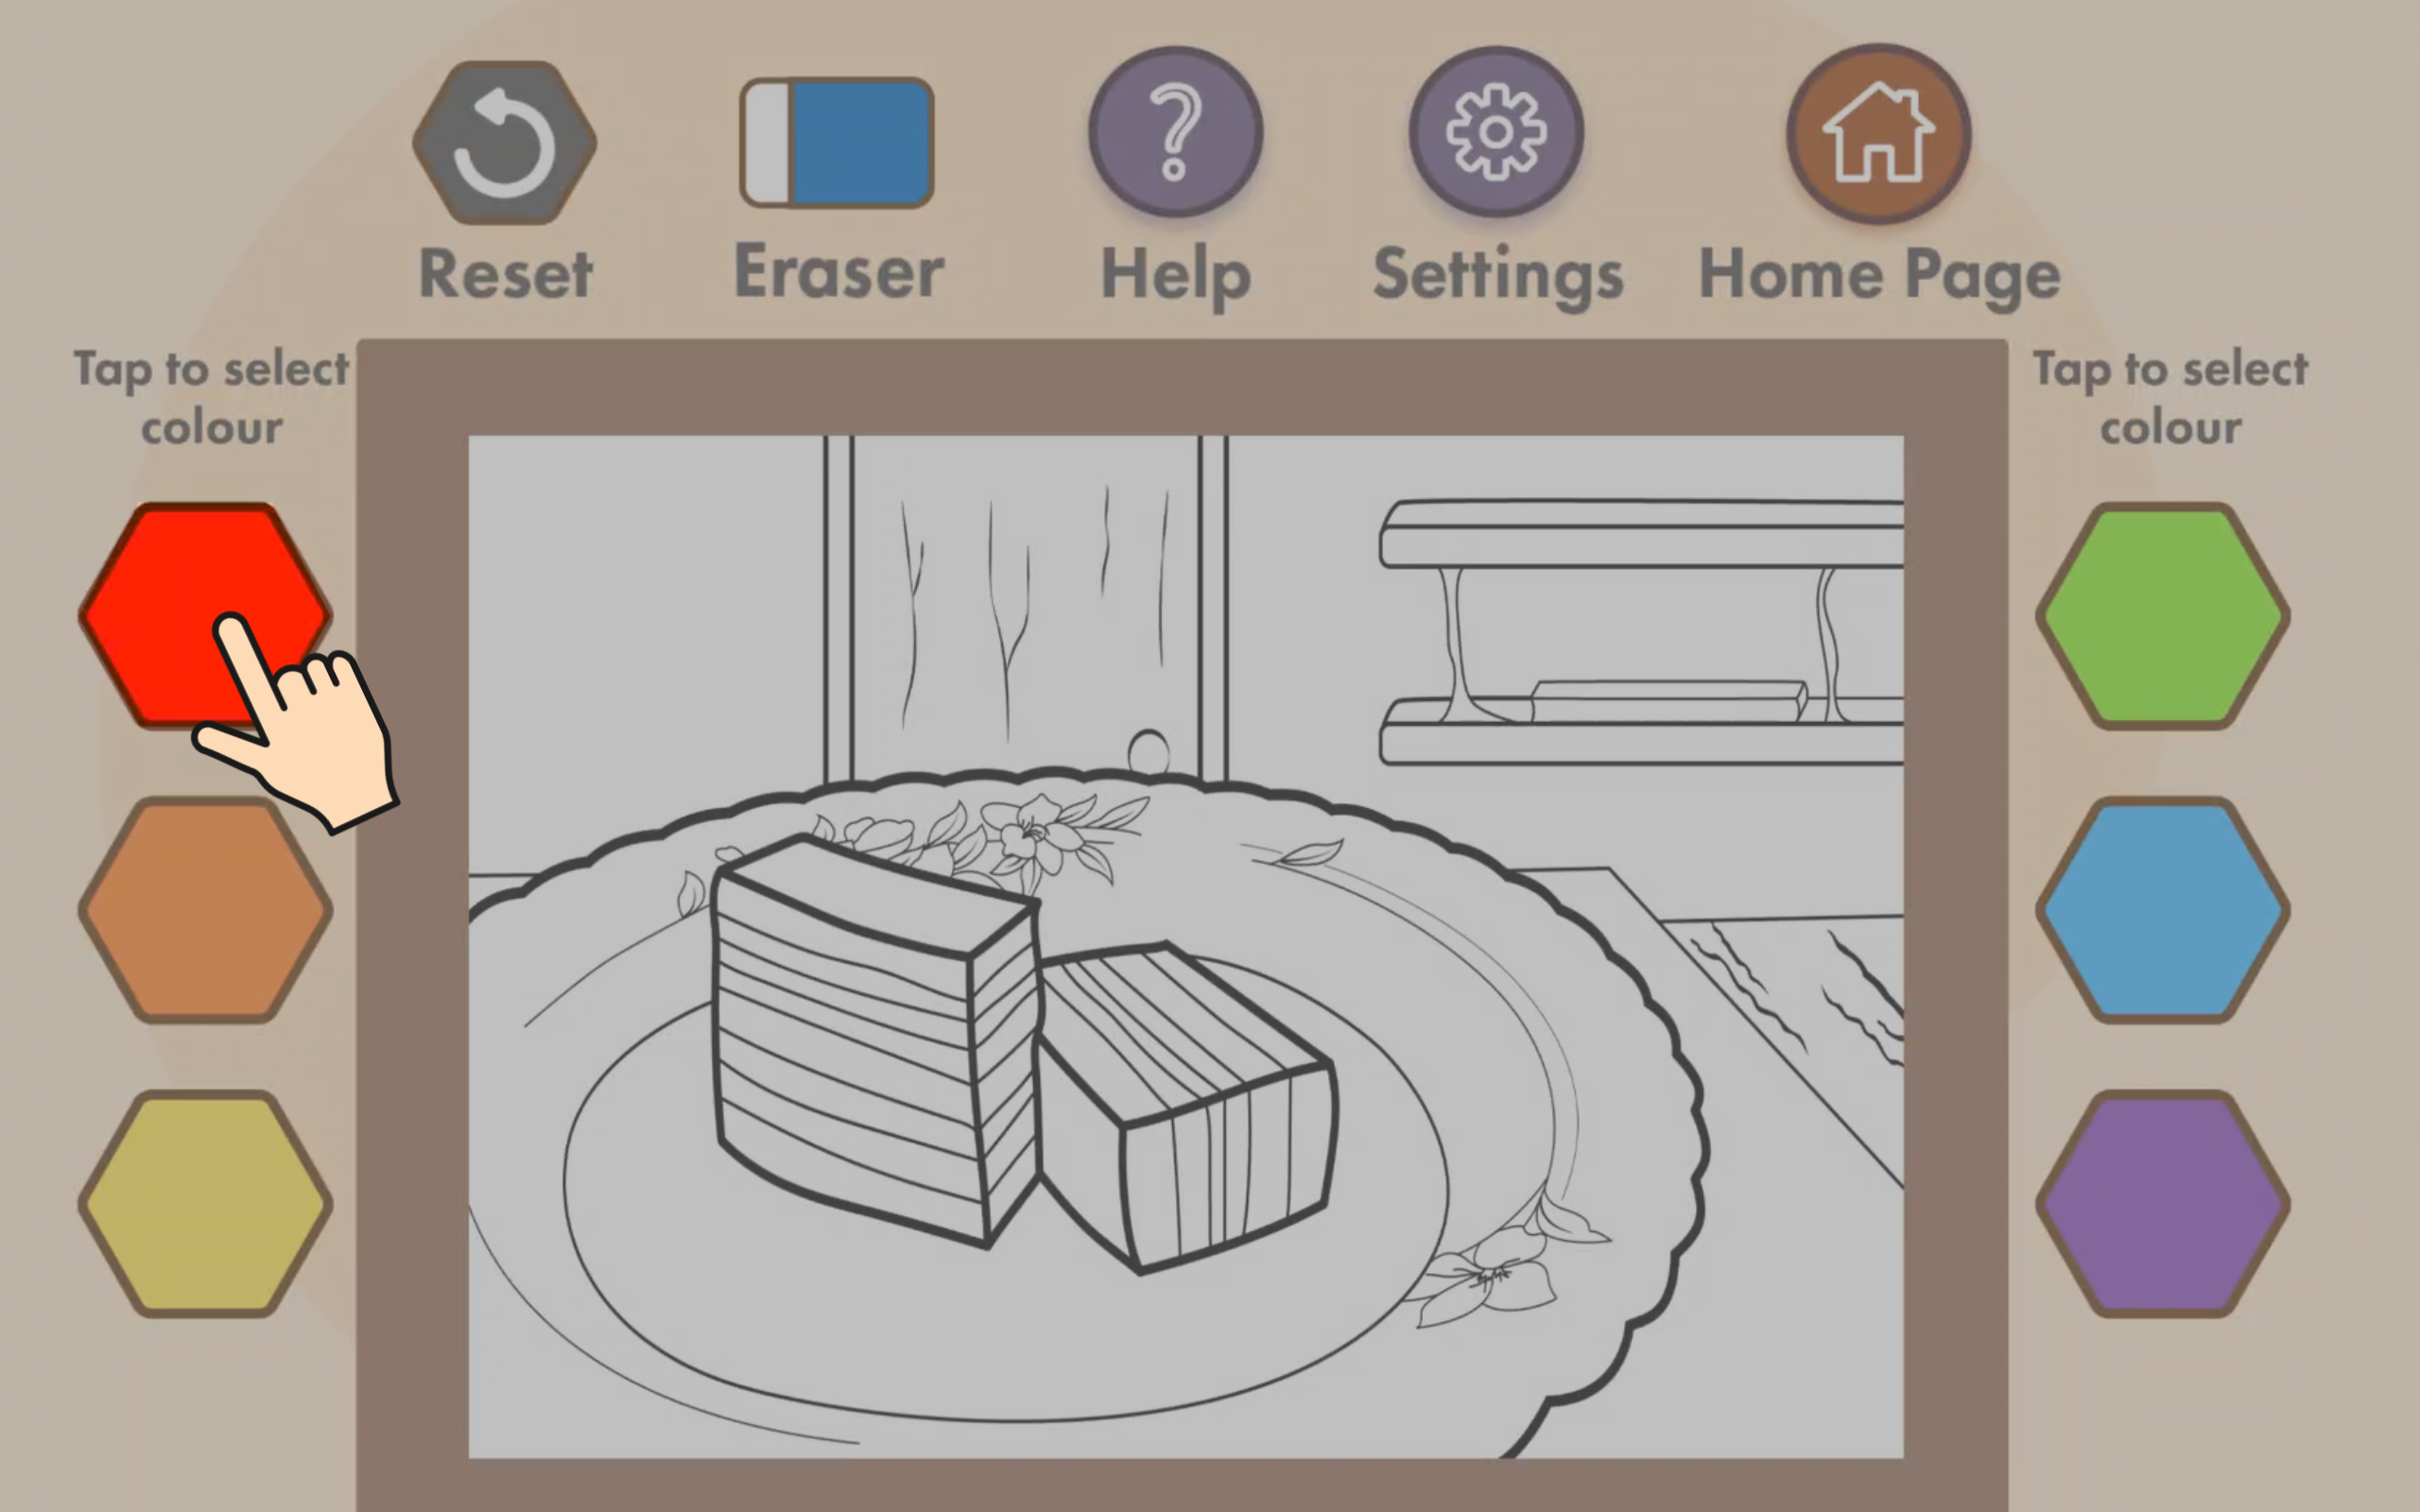 Reset
Eraser
Help
Settings
Home Page
Tap to select
colour
Tap to select
colour